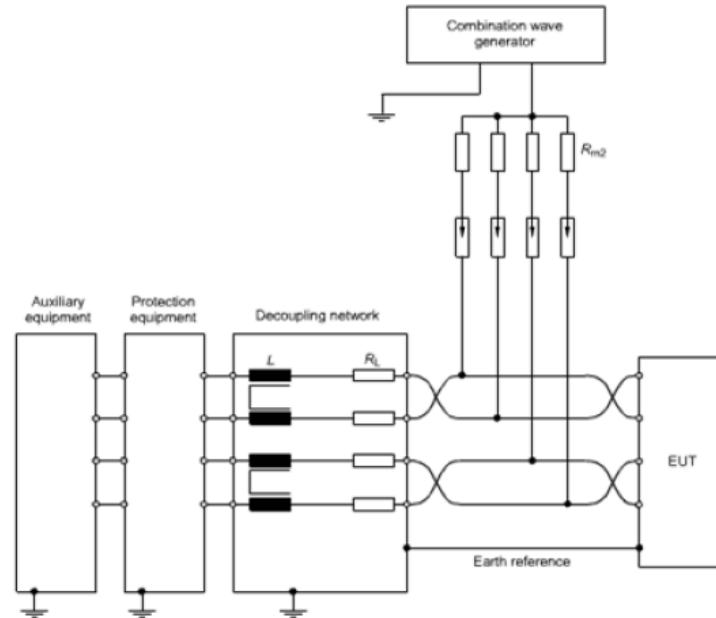 Combination wave
generator
Rm2
Auxiliary
equipment
Protection
equipment
Decoupling network
L
RL
EUT
Earth reference